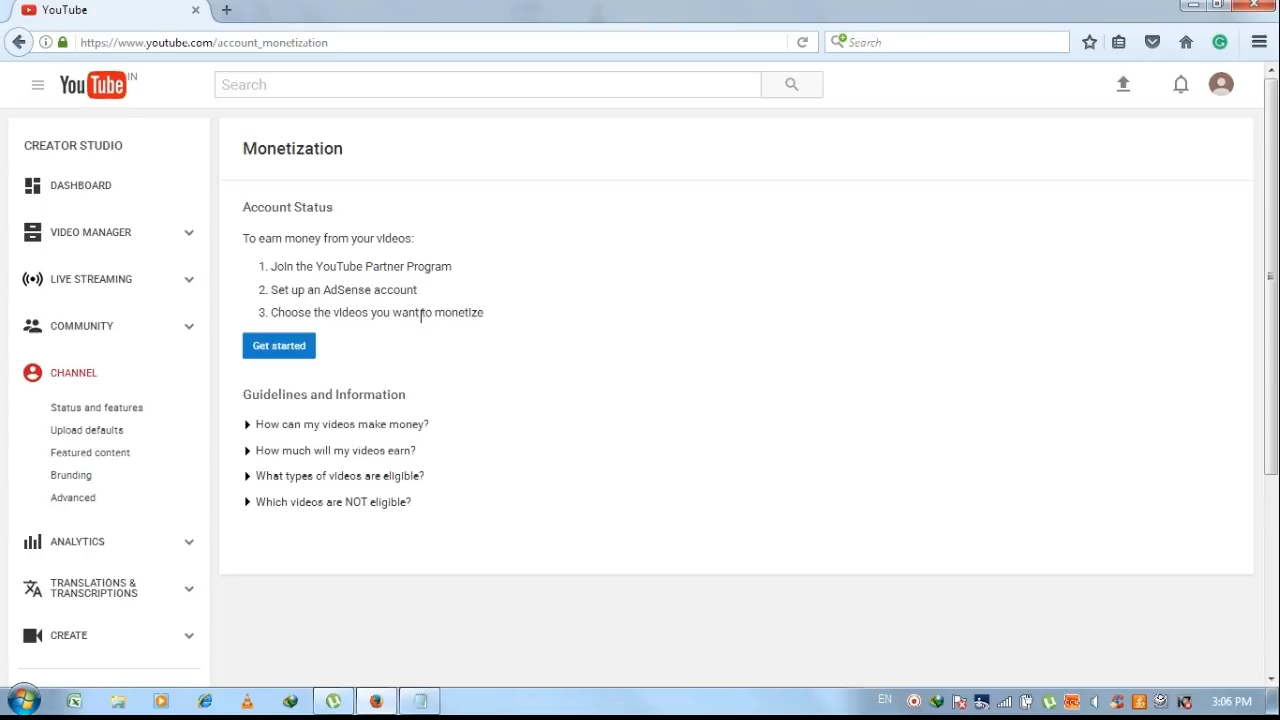 YouTube
https://www.youtube.com/account_monetization
Search
YouTube IN
Search
CREATOR STUDIO
DASHBOARD
VIDEO MANAGER
LIVE STREAMING
COMMUNITY
CHANNEL
Status and features
Upload defaults
Featured content
Branding
Advanced
ANALYTICS
TRANSLATIONS &
TRANSCRIPTIONS
CREATE
Monetization
Account Status
To earn money from your videos:
1. Join the YouTube Partner Program
2. Set up an AdSense account
3. Choose the videos you want to monetize
Get started
Guidelines and Information
How can my videos make money?
How much will my videos earn?
What types of videos are eligible?
Which videos are NOT eligible?
EN
3:06 PM